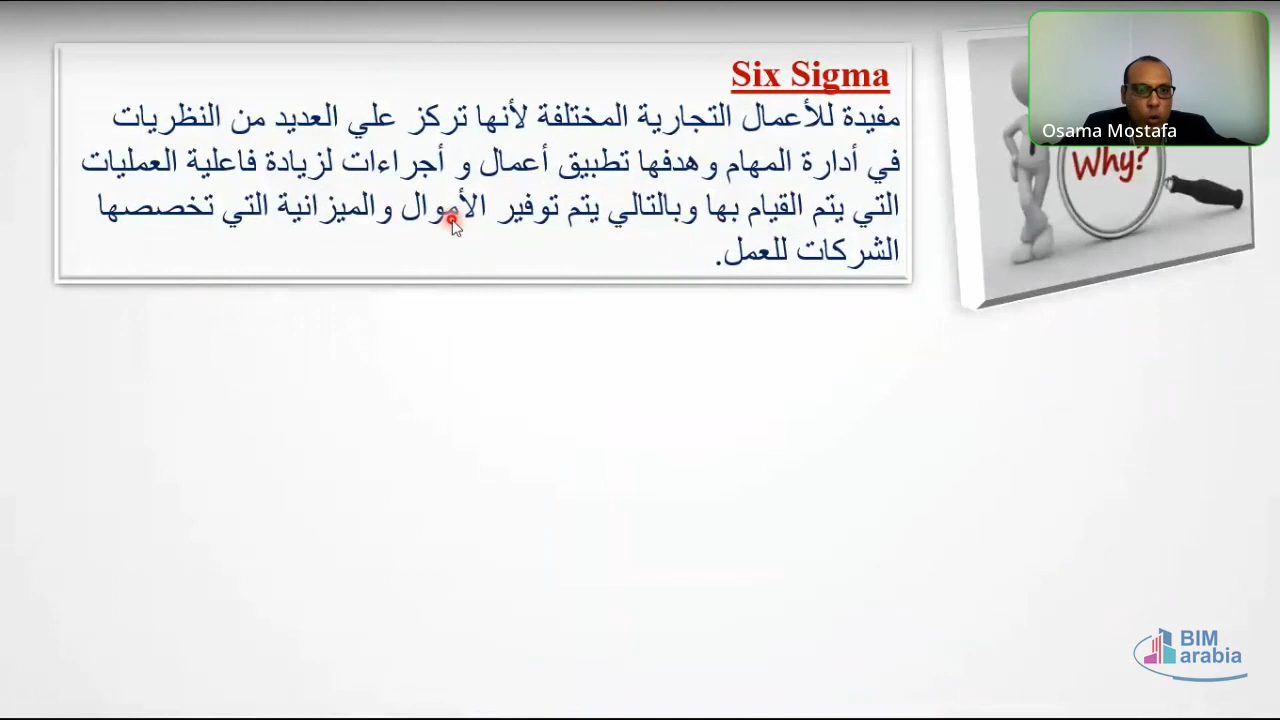 Six Sigma
مفيدة للأعمال التجارية المختلفة لأنها تركز علي العديد من النظريات
في أدارة المهام وهدفها تطبيق أعمال و أجراءات لزيادة فاعلية العمليات
التي يتم القيام بها وبالتالي يتم توفير الأموال والميزانية التي تخصصها
الشركات للعمل.
Osama Mostafa
Why?
BIM
arabia